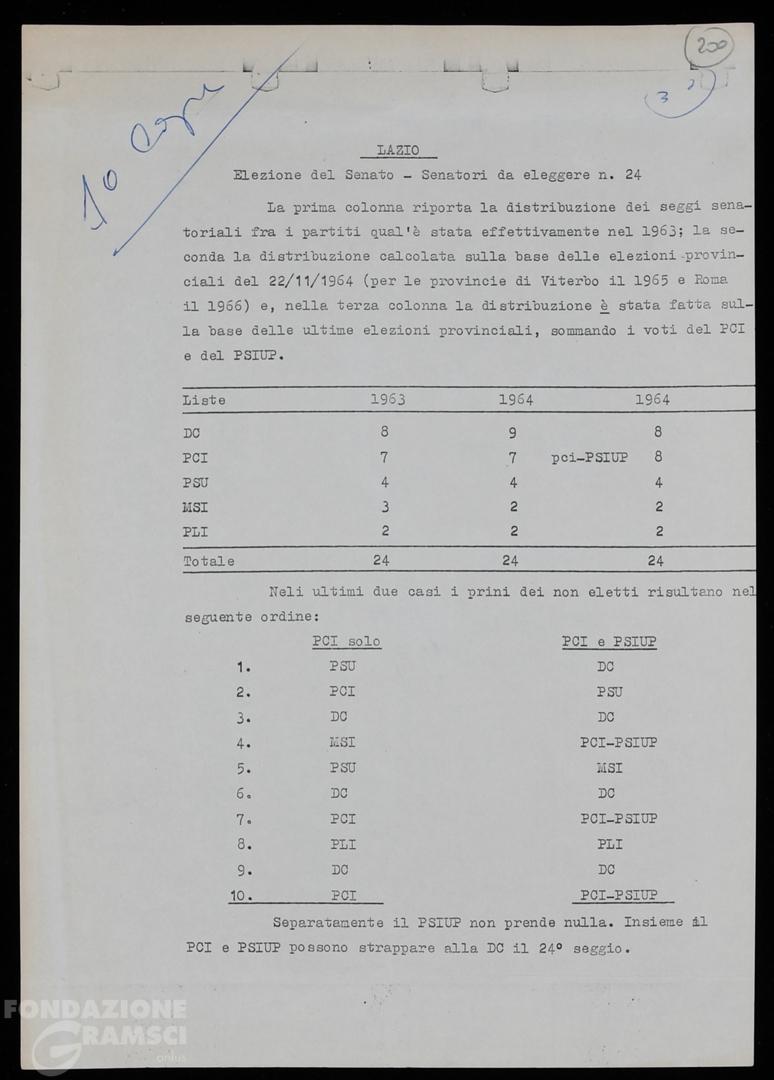 200
3
10 Copie
LAZIO
Elezione del Senato - Senatori da eleggere n. 24
La prima colonna riporta la distribuzione dei seggi sena-
toriali fra i partiti qual'è stata effettivamente nel 1963; la se-
conda la distribuzione calcolata sulla base delle elezioni provin-
ciali del 22/11/1964 (per le provincie di Viterbo il 1965 e Roma
il 1966) e, nella terza colonna la distribuzione è stata fatta sul-
la base delle ultime elezioni provinciali, sommando i voti del PCI
e del PSIUP.
Liste 1963 1964 1964
DC 8 9 8
PCI 7 7 pci-PSIUP 8
PSU 4 4 4
MSI 3 2 2
PLI 2 2 2
Totale 24 24 24
Neli ultimi due casi i prini dei non eletti risultano nel
seguente ordine:
PCI solo PCI e PSIUP
1. PSU DC
2. PCI PSU
3. DC DC
4. MSI PCI-PSIUP
5. PSU MSI
6. DC DC
7. PCI PCI-PSIUP
8. PLI PLI
9. DC DC
10. PCI PCI-PSIUP
Separatamente il PSIUP non prende nulla. Insieme il
PCI e PSIUP possono strappare alla DC il 24° seggio.
FONDAZIONE
GRAMSCI
onlus